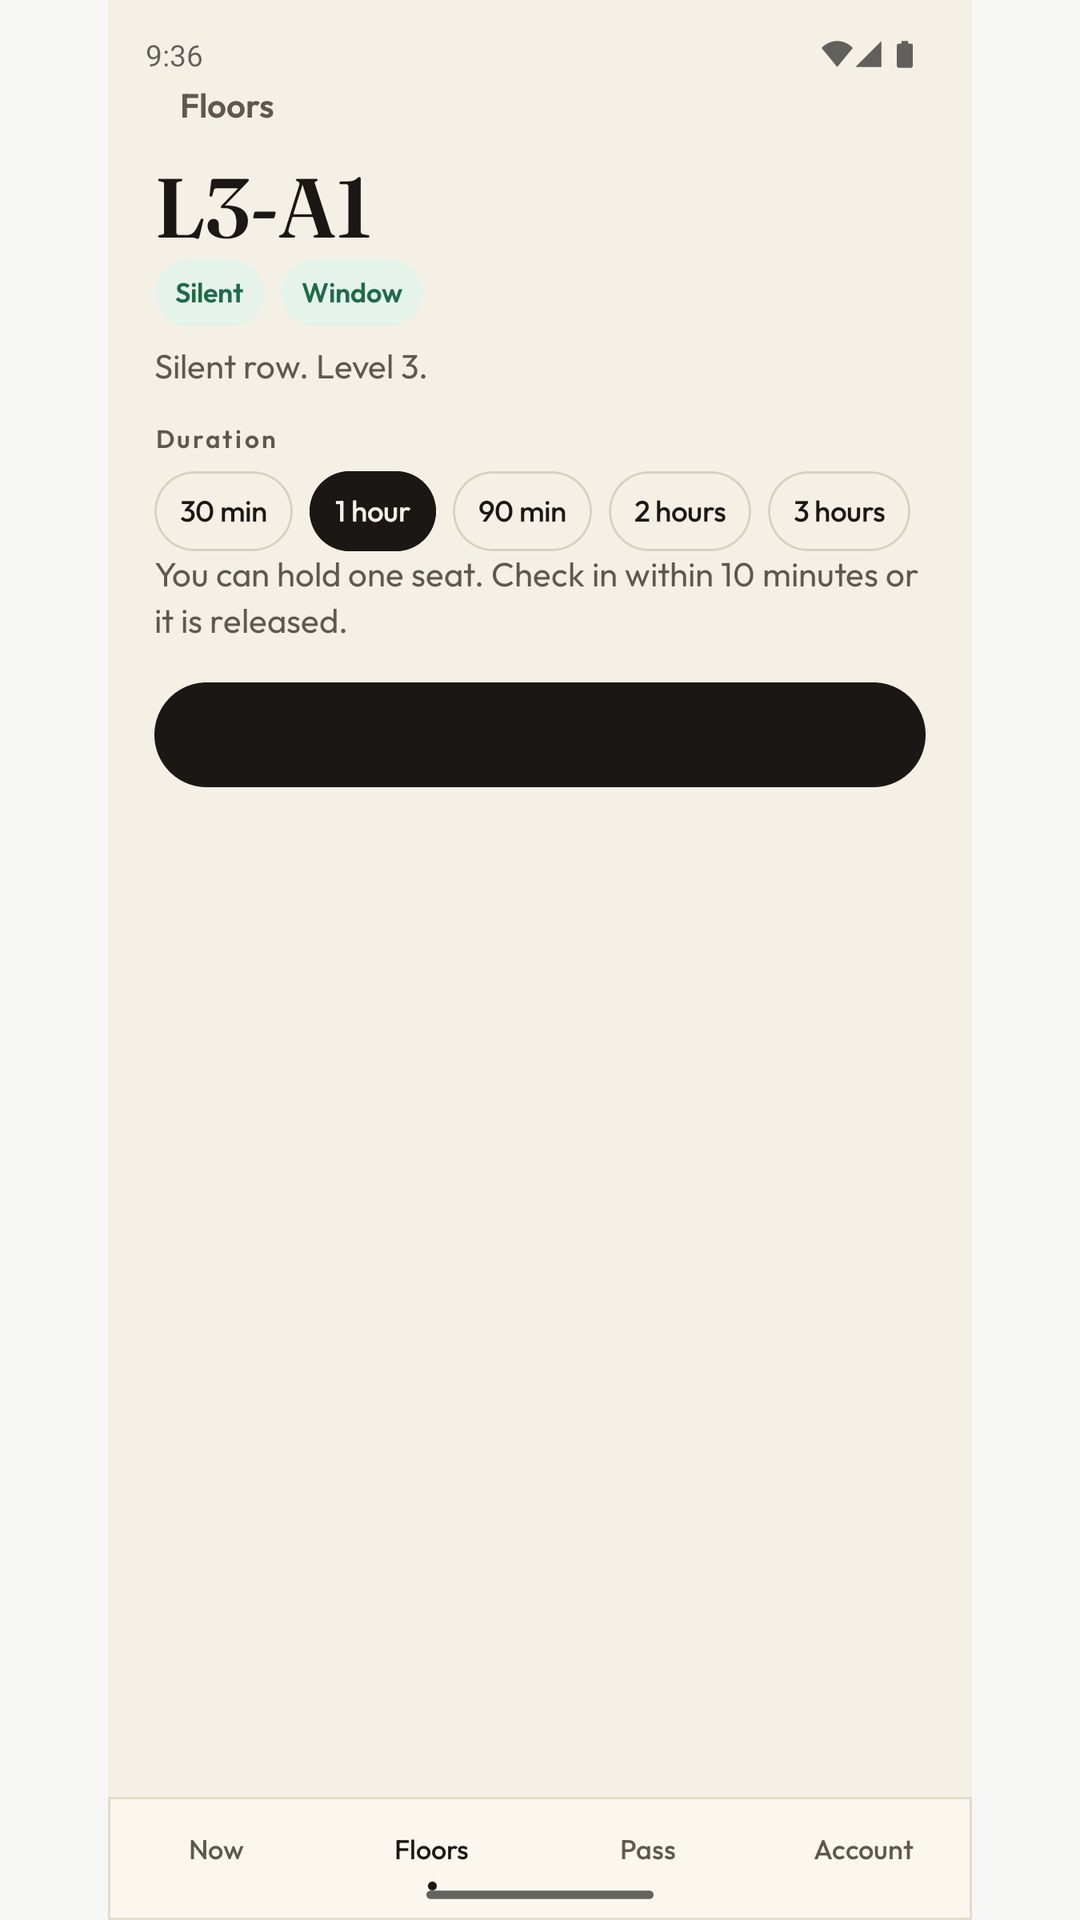 9:36
Floors
L3-A1
Silent Window
Silent row. Level 3.
Duration
30 min 1 hour 90 min 2 hours 3 hours
You can hold one seat. Check in within 10 minutes or
it is released.
Now Floors Pass Account